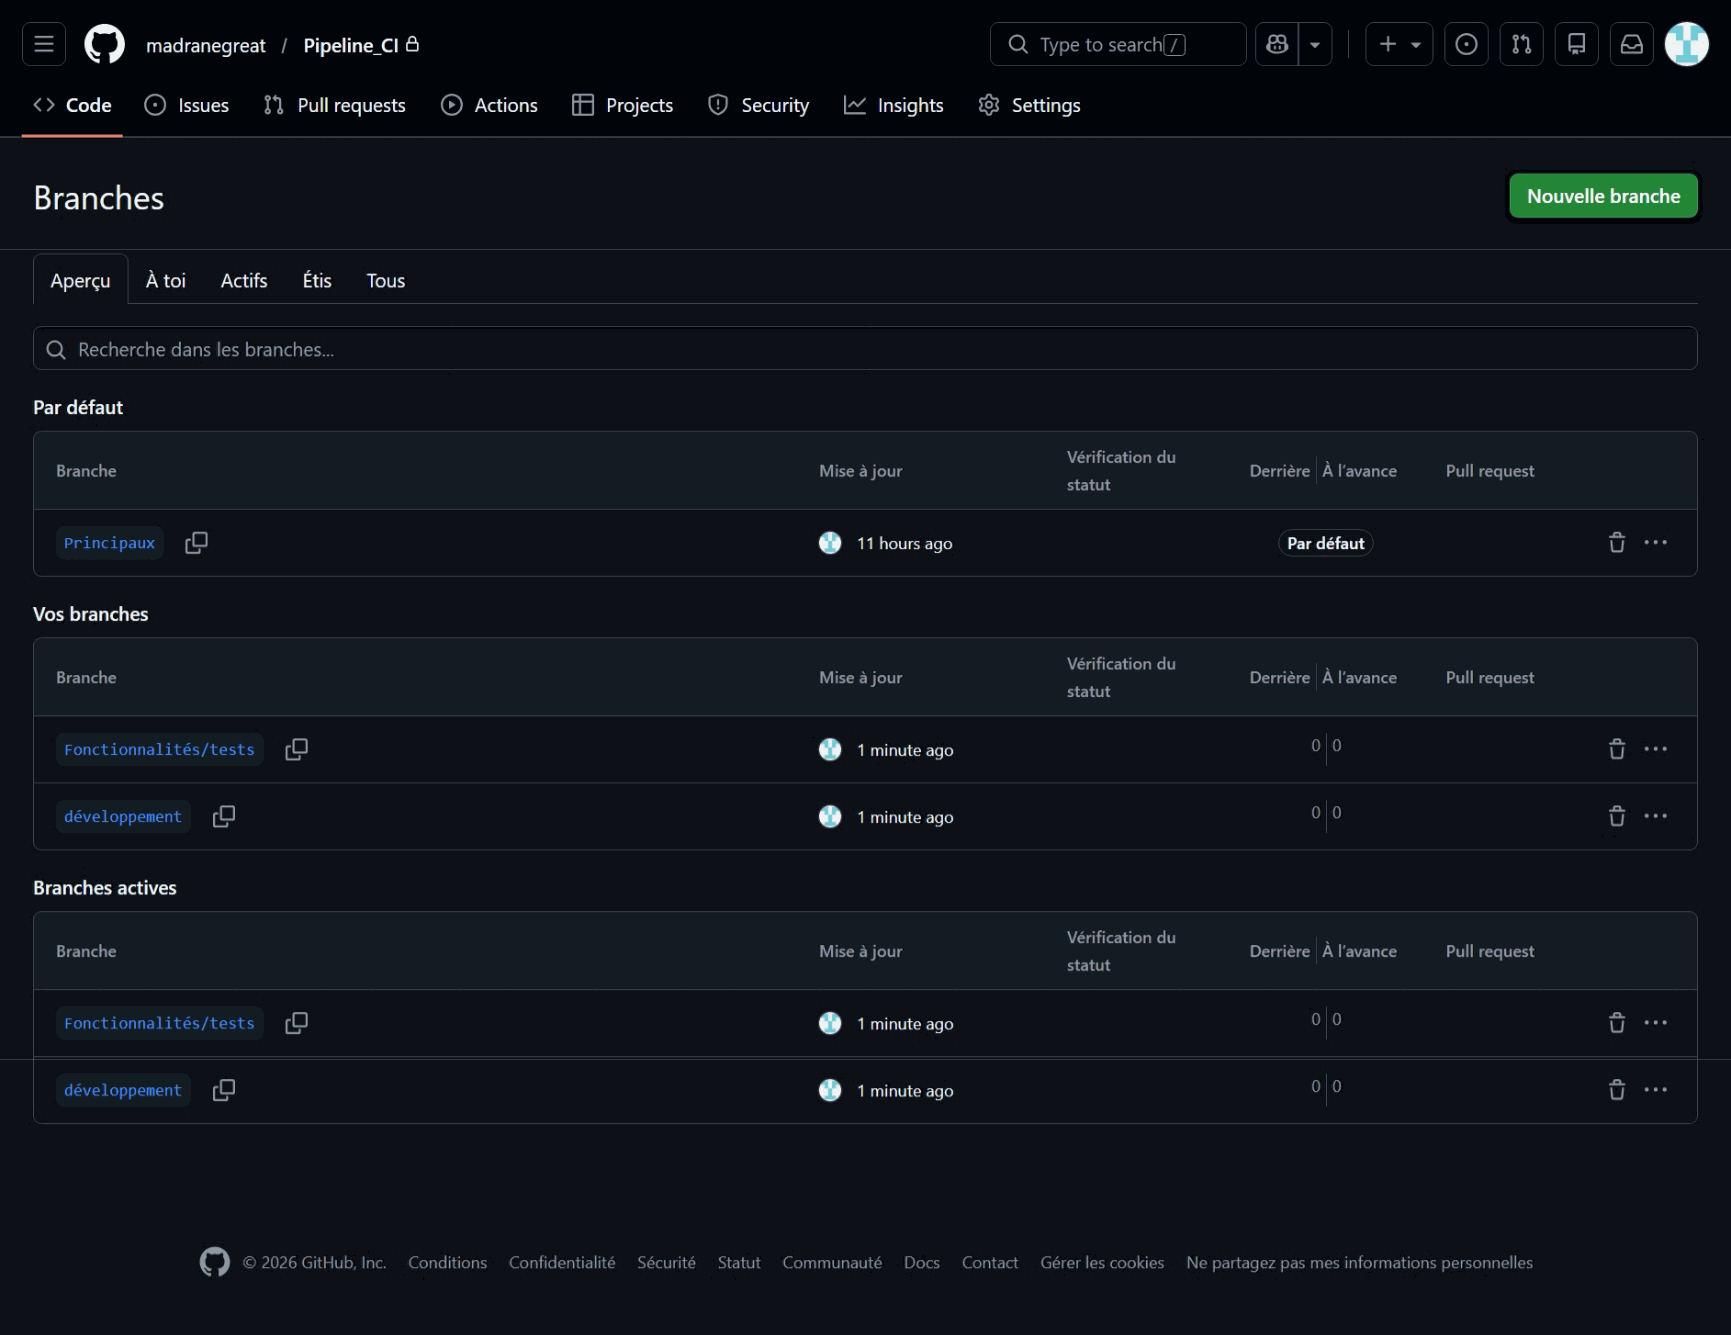 madranegreat / Pipeline_CI
Type to search /
Code Issues Pull requests Actions Projects Security Insights Settings
Branches
Nouvelle branche
Aperçu À toi Actifs Étis Tous
Recherche dans les branches...
Par défaut
Branche Mise à jour Vérification du statut Derrière À l'avance Pull request
Principaux 11 hours ago Par défaut
Vos branches
Branche Mise à jour Vérification du statut Derrière À l'avance Pull request
Fonctionnalités/tests 1 minute ago 0 0
développement 1 minute ago 0 0
Branches actives
Branche Mise à jour Vérification du statut Derrière À l'avance Pull request
Fonctionnalités/tests 1 minute ago 0 0
développement 1 minute ago 0 0
© 2026 GitHub, Inc. Conditions Confidentialité Sécurité Statut Communauté Docs Contact Gérer les cookies Ne partagez pas mes informations personnelles